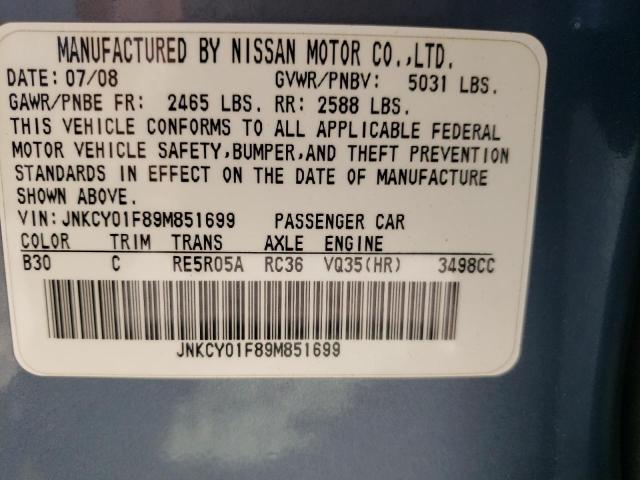 MANUFACTURED BY NISSAN MOTOR CO.,LTD.
DATE: 07/08 GVWR/PNBV: 5031 LBS.
GAWR/PNBE FR: 2465 LBS. RR: 2588 LBS.
THIS VEHICLE CONFORMS TO ALL APPLICABLE FEDERAL
MOTOR VEHICLE SAFETY,BUMPER,AND THEFT PREVENTION
STANDARDS IN EFFECT ON THE DATE OF MANUFACTURE
SHOWN ABOVE.
VIN:JNKCY01F89M851699 PASSENGER CAR
COLOR TRIM TRANS AXLE ENGINE
B30 C RE5R05A RC36 VQ35(HR) 3498CC
JNKCY01F89M851699